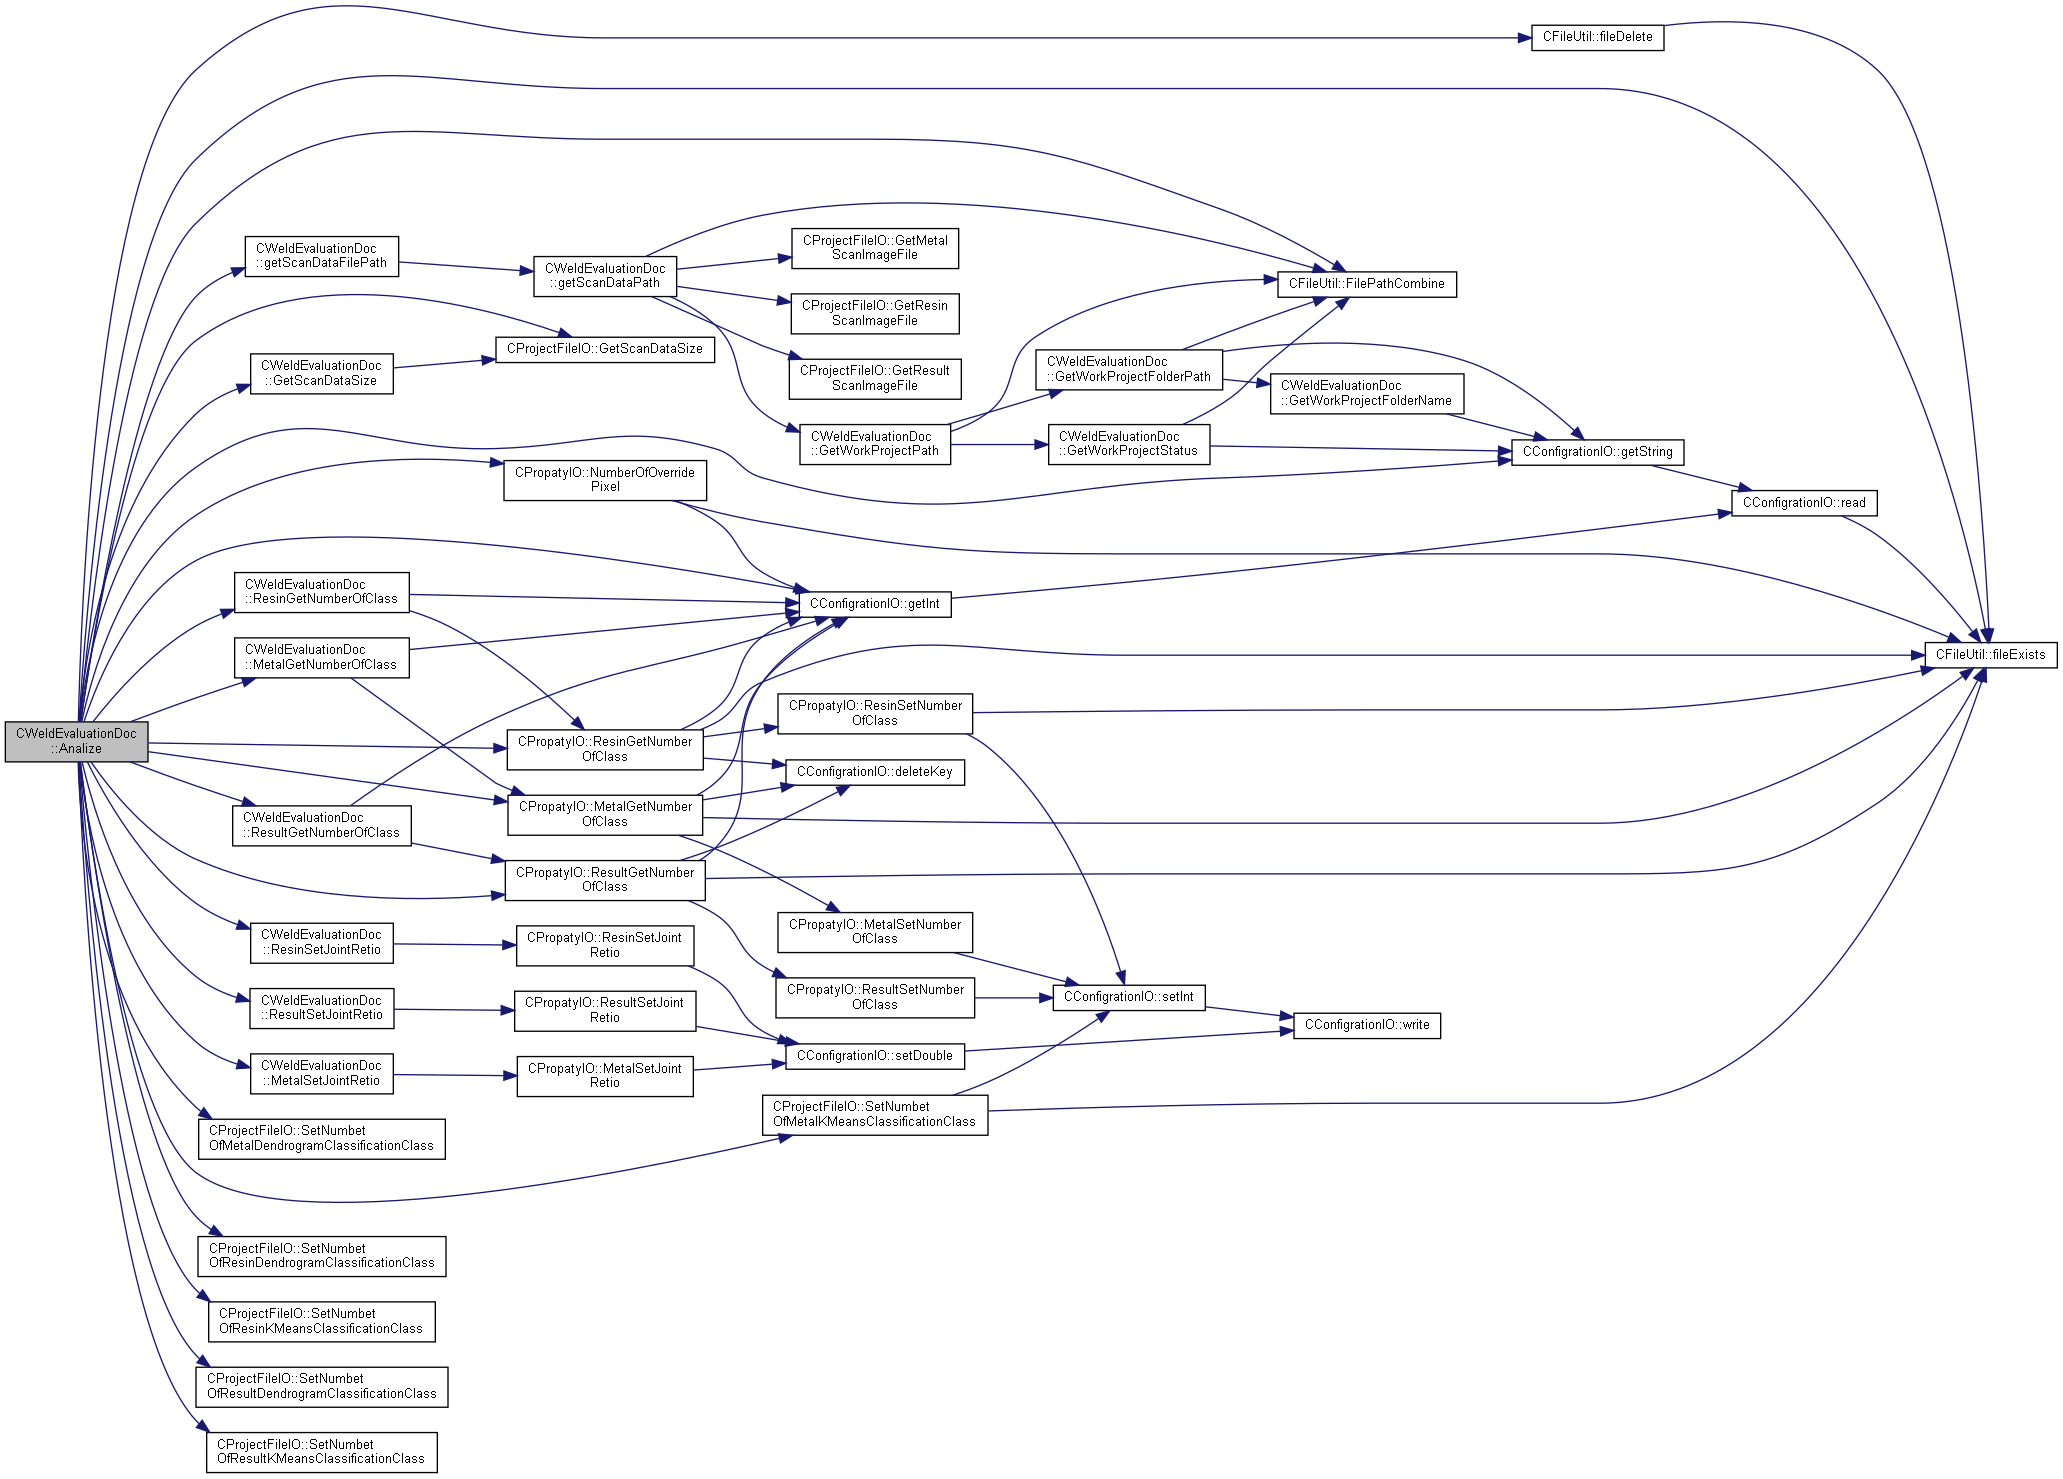 CFileUtil::fileDelete
CWeldEvaluationDoc
::getScanDataFilePath
CWeldEvaluationDoc
::getScanDataPath
CProjectFileIO::GetMetal
ScanImageFile
CFileUtil::FilePathCombine
CProjectFileIO::GetResin
ScanImageFile
CProjectFileIO::GetScanDataSize
CWeldEvaluationDoc
::GetScanDataSize
CProjectFileIO::GetResult
ScanImageFile
CWeldEvaluationDoc
::GetWorkProjectFolderPath
CWeldEvaluationDoc
::GetWorkProjectFolderName
CWeldEvaluationDoc
::GetWorkProjectPath
CWeldEvaluationDoc
::GetWorkProjectStatus
CConfigrationIO::getString
CPropatyIO::NumberOfOverride
Pixel
CConfigrationIO::read
CWeldEvaluationDoc
::ResinGetNumberOfClass
CConfigrationIO::getInt
CWeldEvaluationDoc
::MetalGetNumberOfClass
CFileUtil::fileExists
CWeldEvaluationDoc
::Analize
CPropatyIO::ResinGetNumber
OfClass
CPropatyIO::ResinSetNumber
OfClass
CConfigrationIO::deleteKey
CPropatyIO::MetalGetNumber
OfClass
CWeldEvaluationDoc
::ResultGetNumberOfClass
CPropatyIO::ResultGetNumber
OfClass
CWeldEvaluationDoc
::ResinSetJointRetio
CPropatyIO::ResinSetJoint
Retio
CPropatyIO::MetalSetNumber
OfClass
CWeldEvaluationDoc
::ResultSetJointRetio
CPropatyIO::ResultSetJoint
Retio
CPropatyIO::ResultSetNumber
OfClass
CConfigrationIO::setInt
CConfigrationIO::write
CWeldEvaluationDoc
::MetalSetJointRetio
CPropatyIO::MetalSetJoint
Retio
CConfigrationIO::setDouble
CProjectFileIO::SetNumbet
OfMetalKMeansClassificationClass
CProjectFileIO::SetNumbet
OfMetalDendrogramClassificationClass
CProjectFileIO::SetNumbet
OfResinDendrogramClassificationClass
CProjectFileIO::SetNumbet
OfResinKMeansClassificationClass
CProjectFileIO::SetNumbet
OfResultDendrogramClassificationClass
CProjectFileIO::SetNumbet
OfResultKMeansClassificationClass